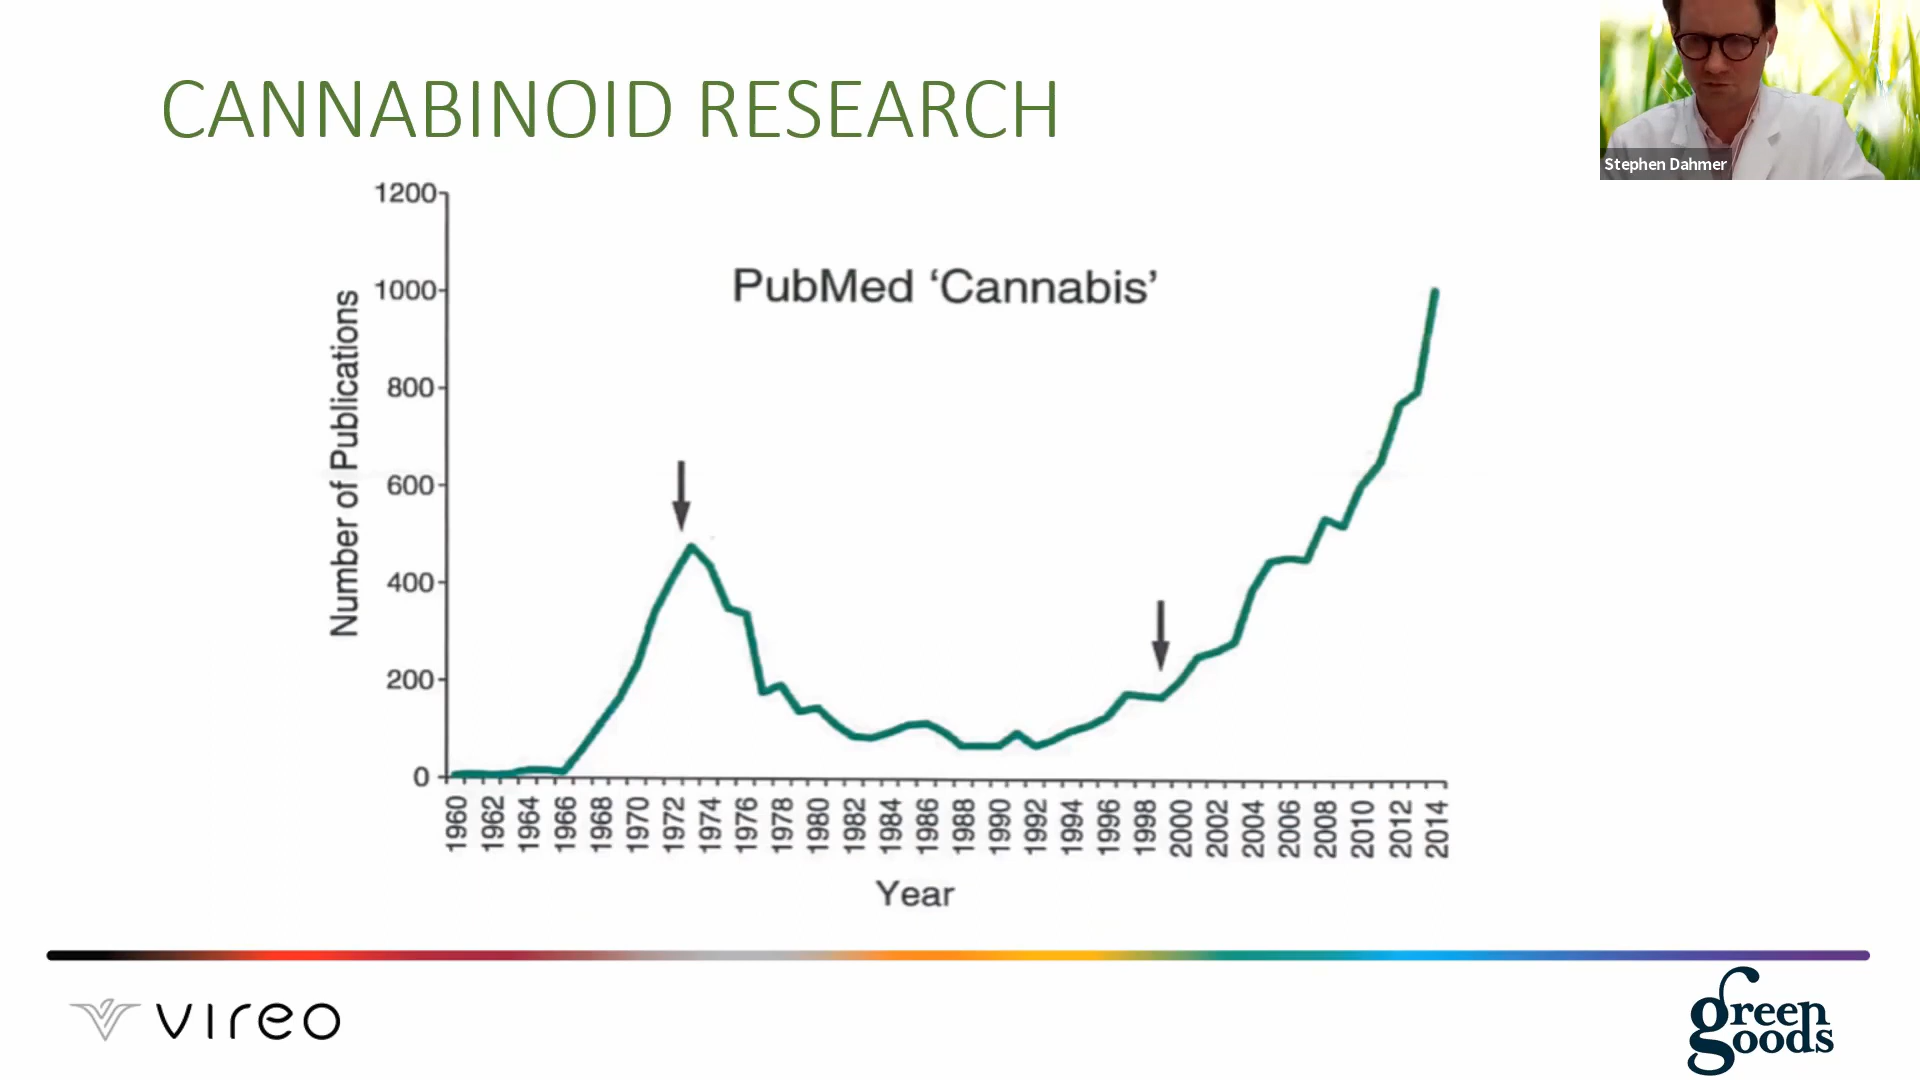 CANNABINOID RESEARCH
Stephen Dahmer
PubMed ‘Cannabis’
Number of Publications
1200
1000
800
600
400
200
0
1960 1962 1964 1966 1968 1970 1972 1974 1976 1978 1980 1982 1984 1986 1988 1990 1992 1994 1996 1998 2000 2002 2004 2006 2008 2010 2012 2014
Year
vireo
green
goods